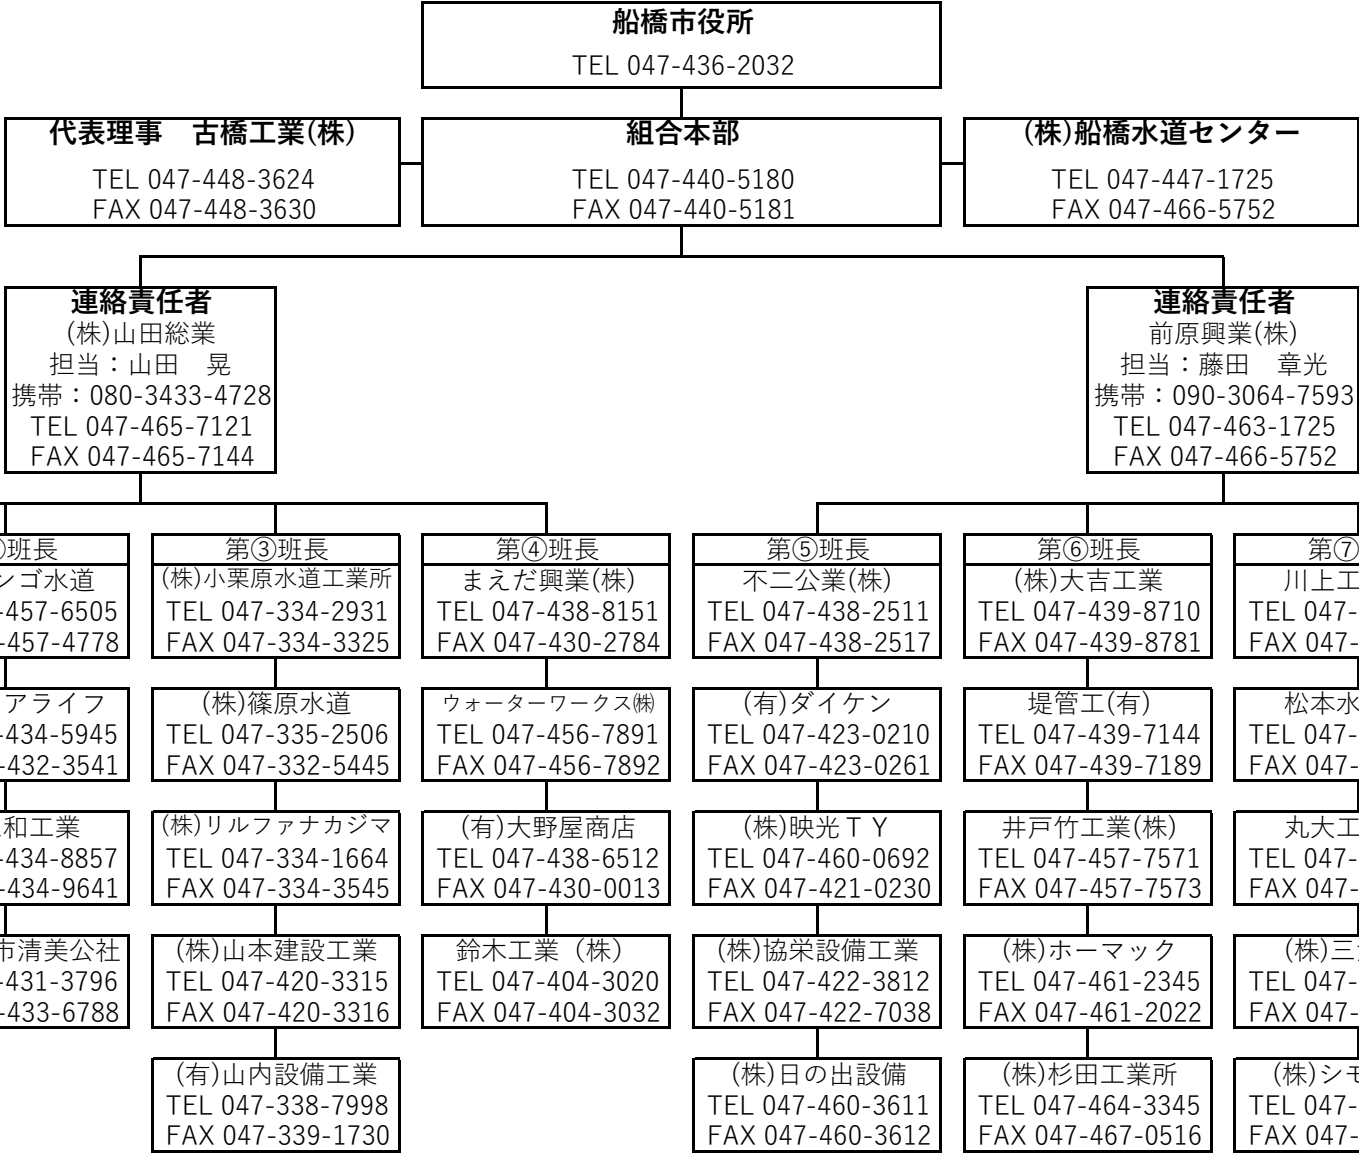 船橋市役所
TEL 047-436-2032
代表理事　古橋工業(株)
TEL 047-448-3624
FAX 047-448-3630
組合本部
TEL 047-440-5180
FAX 047-440-5181
(株)船橋水道センター
TEL 047-447-1725
FAX 047-466-5752
連絡責任者
(株)山田総業
担当：山田　晃
携帯：080-3433-4728
TEL 047-465-7121
FAX 047-465-7144
連絡責任者
前原興業(株)
担当：藤田　章光
携帯：090-3064-7593
TEL 047-463-1725
FAX 047-466-5752
班長
ンゴ水道
-457-6505
-457-4778
アライフ
-434-5945
-432-3541
和工業
-434-8857
-434-9641
市清美公社
-431-3796
-433-6788
第③班長
(株)小栗原水道工業所
TEL 047-334-2931
FAX 047-334-3325
(株)篠原水道
TEL 047-335-2506
FAX 047-332-5445
(株)リルファナカジマ
TEL 047-334-1664
FAX 047-334-3545
(株)山本建設工業
TEL 047-420-3315
FAX 047-420-3316
(有)山内設備工業
TEL 047-338-7998
FAX 047-339-1730
第④班長
まえだ興業(株)
TEL 047-438-8151
FAX 047-430-2784
ウォーターワークス㈱
TEL 047-456-7891
FAX 047-456-7892
(有)大野屋商店
TEL 047-438-6512
FAX 047-430-0013
鈴木工業（株）
TEL 047-404-3020
FAX 047-404-3032
第⑤班長
不二公業(株)
TEL 047-438-2511
FAX 047-438-2517
(有)ダイケン
TEL 047-423-0210
FAX 047-423-0261
(株)映光ＴＹ
TEL 047-460-0692
FAX 047-421-0230
(株)協栄設備工業
TEL 047-422-3812
FAX 047-422-7038
(株)日の出設備
TEL 047-460-3611
FAX 047-460-3612
第⑥班長
(株)大吉工業
TEL 047-439-8710
FAX 047-439-8781
堤管工(有)
TEL 047-439-7144
FAX 047-439-7189
井戸竹工業(株)
TEL 047-457-7571
FAX 047-457-7573
(株)ホーマック
TEL 047-461-2345
FAX 047-461-2022
(株)杉田工業所
TEL 047-464-3345
FAX 047-467-0516
第⑦
川上工
TEL 047-
FAX 047-
松本水
TEL 047-
FAX 047-
丸大工
TEL 047-
FAX 047-
(株)三
TEL 047-
FAX 047-
(株)シモ
TEL 047-
FAX 047-